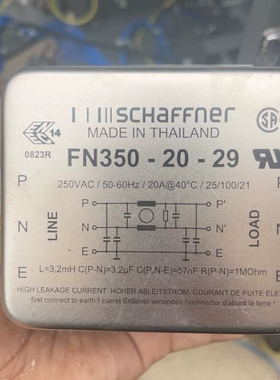 SCHAFFNER
MADE IN THAILAND
14
0823R
FN350 - 20 - 29
250VAC / 50-60Hz / 20A@40°C / 25/100/21
P P P' P'
LINE LOAD
N N N' N'
E E E E
L=3,2mH C(P-N)=3,2µF C(P,N-E)=57nF R(P-N)=1MOhm
HIGH LEAKAGE CURRENT HOHER ABLEITSTROM COURANT DE FUITE
first connect to earth ! zuerst Erdleiter verbinden ! connector d'abord la terre !